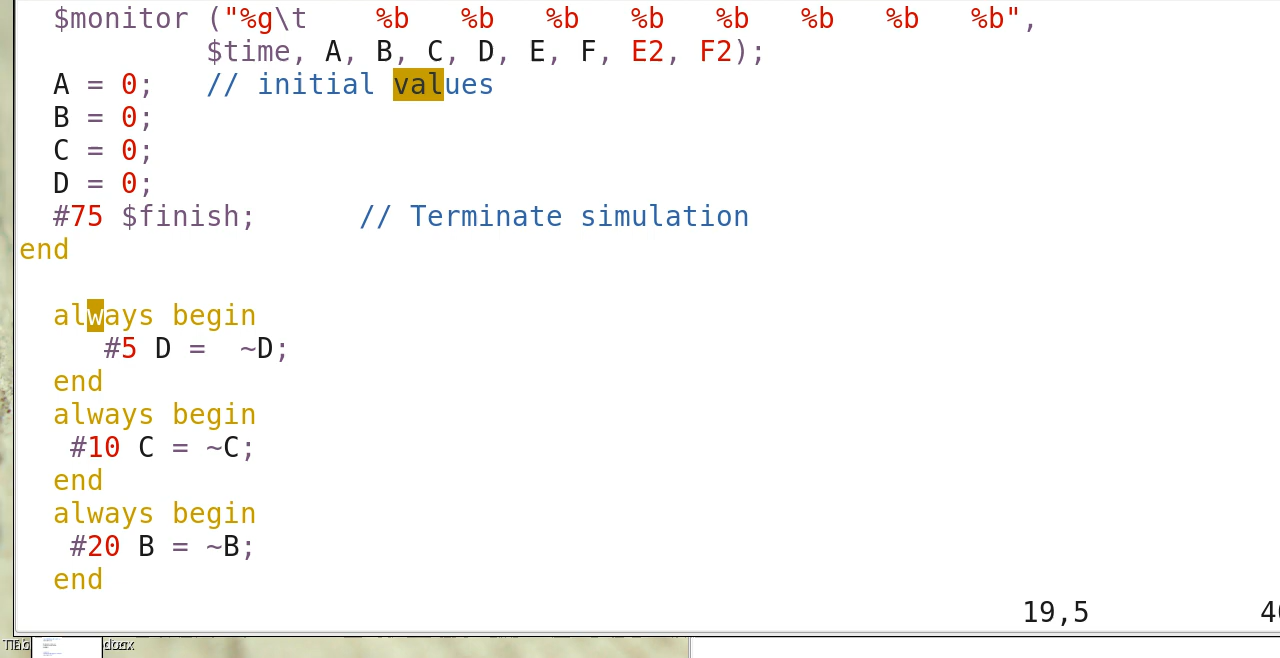 $monitor ("%g\t    %b   %b   %b   %b   %b   %b   %b   %b",
$time, A, B, C, D, E, F, E2, F2);
A = 0;   // initial values
B = 0;
C = 0;
D = 0;
#75 $finish;      // Terminate simulation
end
always begin
#5 D =  ~D;
end
always begin
#10 C = ~C;
end
always begin
#20 B = ~B;
end
19,5